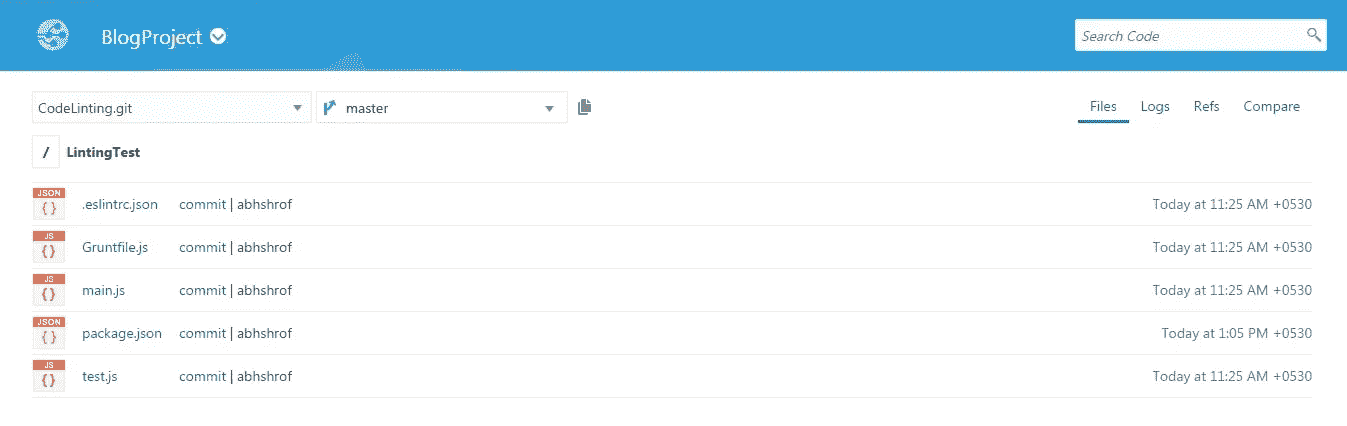 BlogProject
Search Code
CodeLinting.git
master
Files Logs Refs Compare
/ LintingTest
JSON { } .eslintrc.json commit | abhshrof Today at 11:25 AM +0530
JS { } Gruntfile.js commit | abhshrof Today at 11:25 AM +0530
JS { } main.js commit | abhshrof Today at 11:25 AM +0530
JSON { } package.json commit | abhshrof Today at 1:05 PM +0530
JS { } test.js commit | abhshrof Today at 11:25 AM +0530